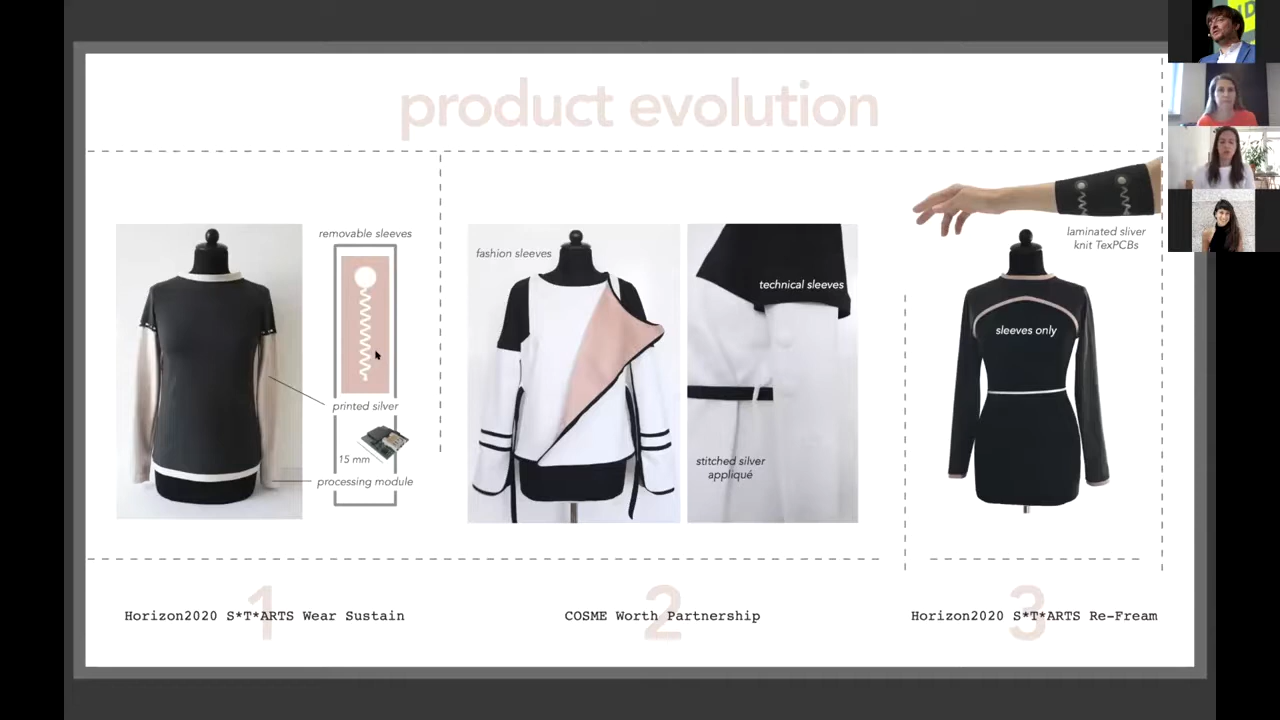 product evolution
removable sleeves
printed silver
15 mm
processing module
fashion sleeves
technical sleeves
stitched silver
appliqué
laminated sliver
knit TexPCBs
sleeves only
1
Horizon2020 S*T*ARTS Wear Sustain
2
COSME Worth Partnership
3
Horizon2020 S*T*ARTS Re-Fream